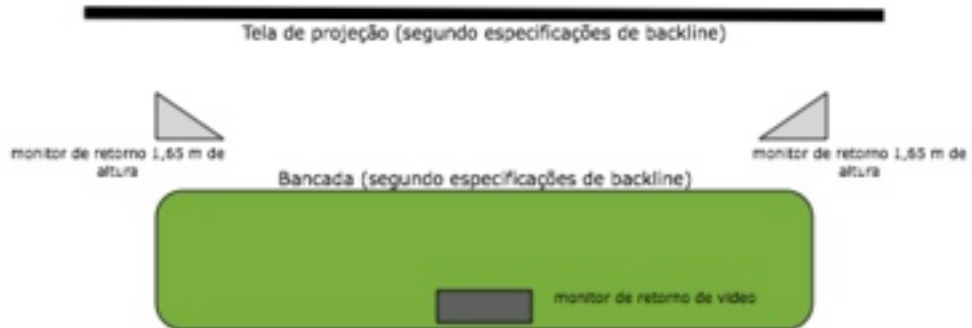 Tela de projeção (segundo especificações de backline)
monitor de retorno 1,65 m de
altura
monitor de retorno 1,65 m de
altura
Bancada (segundo especificações de backline)
monitor de retorno de video